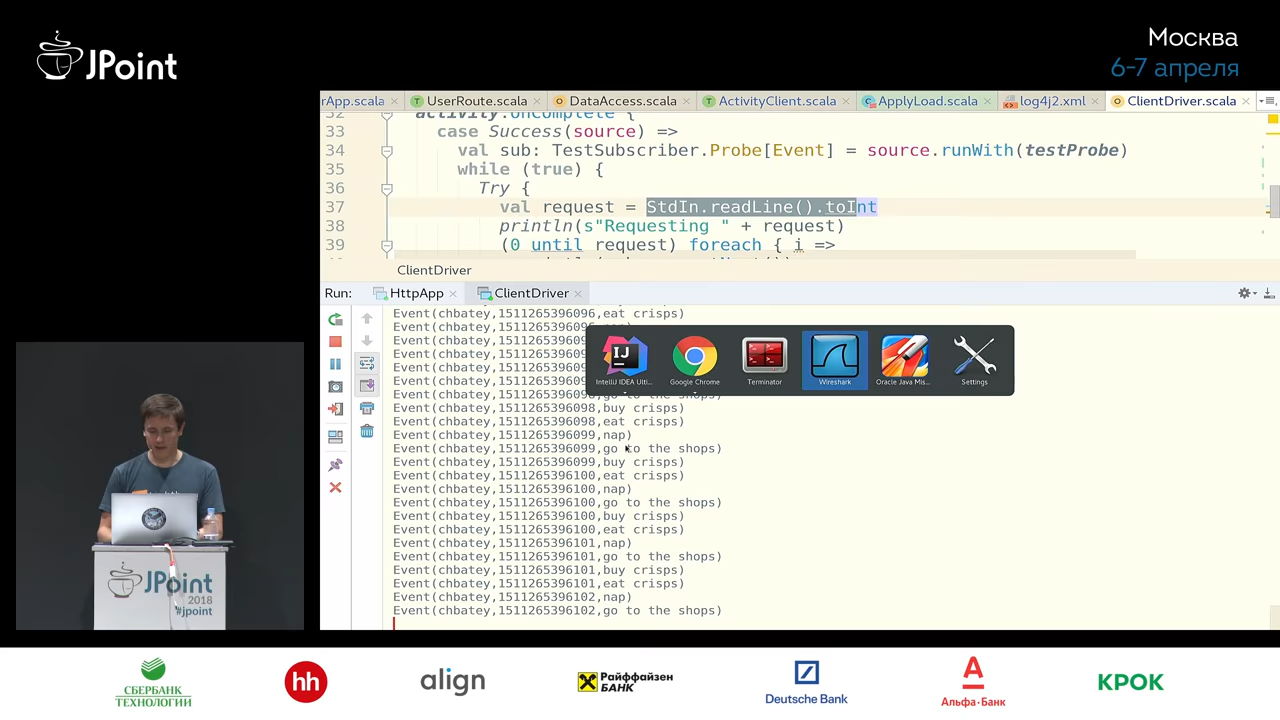 JPoint
Москва
6-7 апреля
rApp.scala
UserRoute.scala
DataAccess.scala
ActivityClient.scala
ApplyLoad.scala
log4j2.xml
ClientDriver.scala
33 case Success(source) =>
34 val sub: TestSubscriber.Probe[Event] = source.runWith(testProbe)
35 while (true) {
36 Try {
37 val request = StdIn.readLine().toInt
38 println(s"Requesting " + request)
39 (0 until request) foreach { i =>
ClientDriver
Run: HttpApp ClientDriver
Event(chbatey,1511265396096,eat crisps)
IntelliJ IDEA Ulti...
Google Chrome
Terminator
Wireshark
Oracle Java Mis...
Settings
Event(chbatey,1511265396098,buy crisps)
Event(chbatey,1511265396098,eat crisps)
Event(chbatey,1511265396099,nap)
Event(chbatey,1511265396099,go to the shops)
Event(chbatey,1511265396099,buy crisps)
Event(chbatey,1511265396100,eat crisps)
Event(chbatey,1511265396100,nap)
Event(chbatey,1511265396100,go to the shops)
Event(chbatey,1511265396100,buy crisps)
Event(chbatey,1511265396100,eat crisps)
Event(chbatey,1511265396101,nap)
Event(chbatey,1511265396101,go to the shops)
Event(chbatey,1511265396101,buy crisps)
Event(chbatey,1511265396101,eat crisps)
Event(chbatey,1511265396102,nap)
Event(chbatey,1511265396102,go to the shops)
JPoint
2018
#jpoint
СБЕРБАНК
ТЕХНОЛОГИИ
hh
align
Райффайзен
БАНК
Deutsche Bank
Альфа·Банк
КРОК